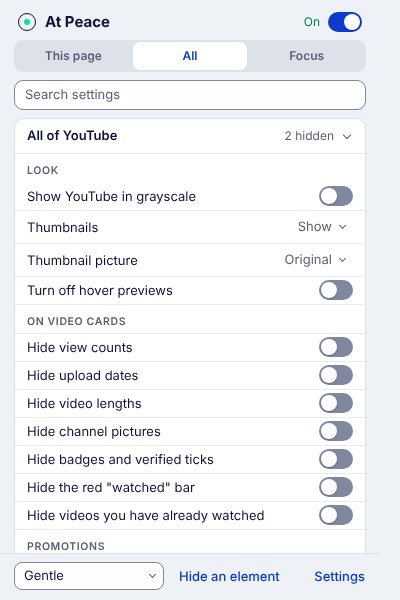 At Peace
On
This page
All
Focus
Search settings
All of YouTube
2 hidden
LOOK
Show YouTube in grayscale
Thumbnails
Show
Thumbnail picture
Original
Turn off hover previews
ON VIDEO CARDS
Hide view counts
Hide upload dates
Hide video lengths
Hide channel pictures
Hide badges and verified ticks
Hide the red "watched" bar
Hide videos you have already watched
PROMOTIONS
Gentle
Hide an element
Settings